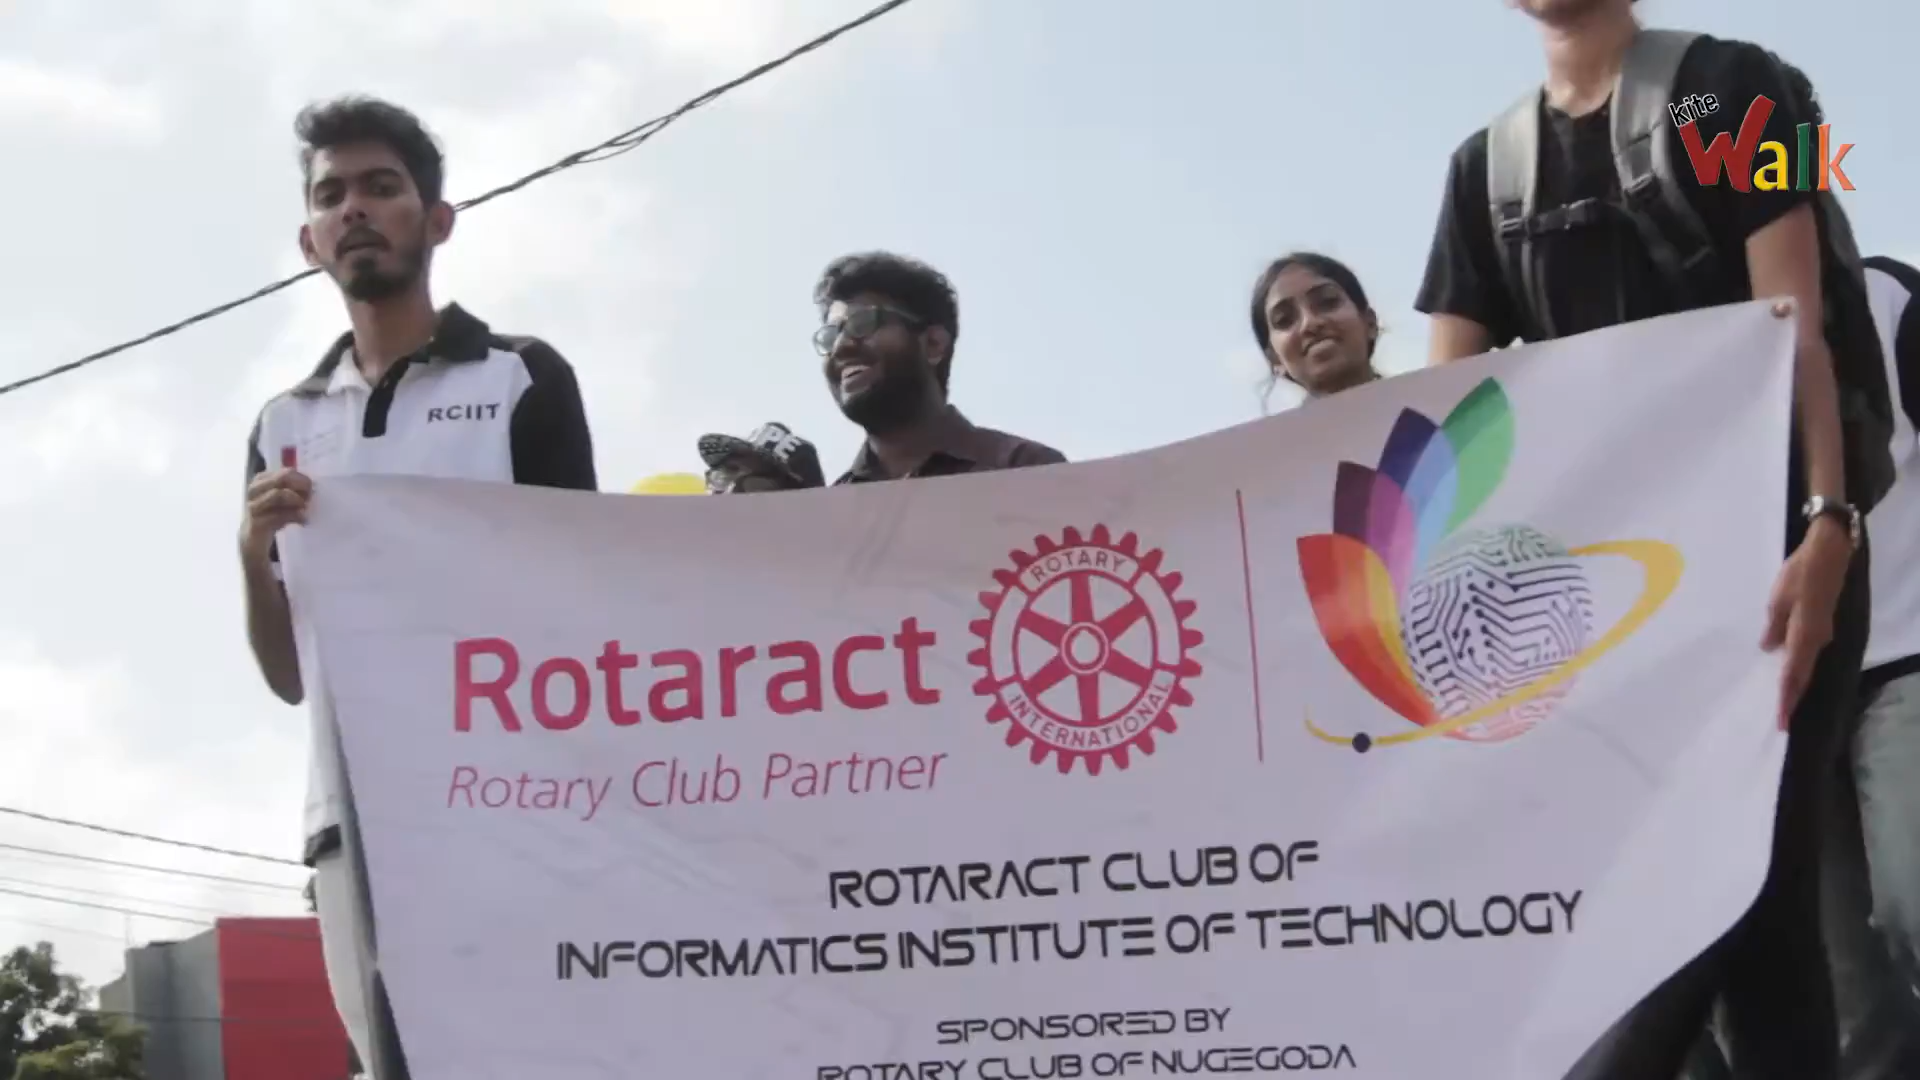 kite
Walk
RCIIT
Rotaract
Rotary Club Partner
ROTARY
INTERNATIONAL
ROTARACT CLUB OF
INFORMATICS INSTITUTE OF TECHNOLOGY
SPONSORED BY
ROTARY CLUB OF NUGEGODA